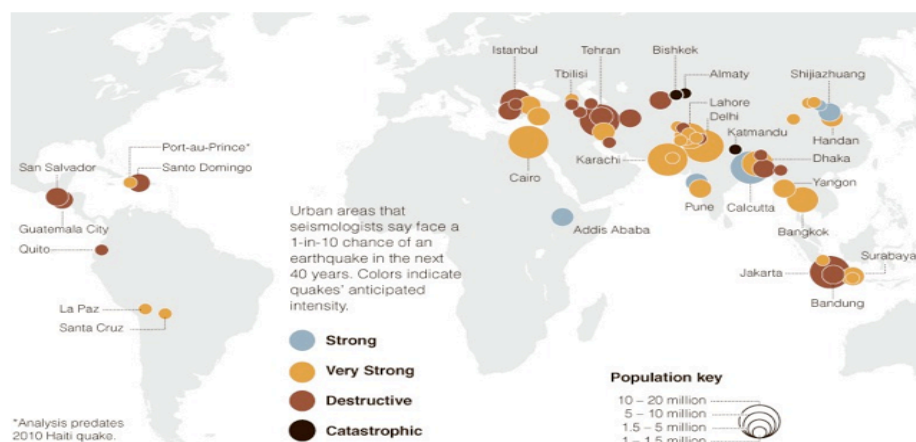 Istanbul
Tehran
Bishkek
Tbilisi
Almaty
Shijiazhuang
Lahore
Delhi
Port-au-Prince*
San Salvador
Santo Domingo
Katmandu
Handan
Karachi
Dhaka
Cairo
Yangon
Guatemala City
Pune
Calcutta
Addis Ababa
Bangkok
Quito
Surabaya
Jakarta
Bandung
La Paz
Santa Cruz
Urban areas that
seismologists say face a
1-in-10 chance of an
earthquake in the next
40 years. Colors indicate
quakes' anticipated
intensity.
Strong
Very Strong
Destructive
Catastrophic
Population key
10 – 20 million
5 – 10 million
1.5 – 5 million
1 – 1.5 million
*Analysis predates
2010 Haiti quake.